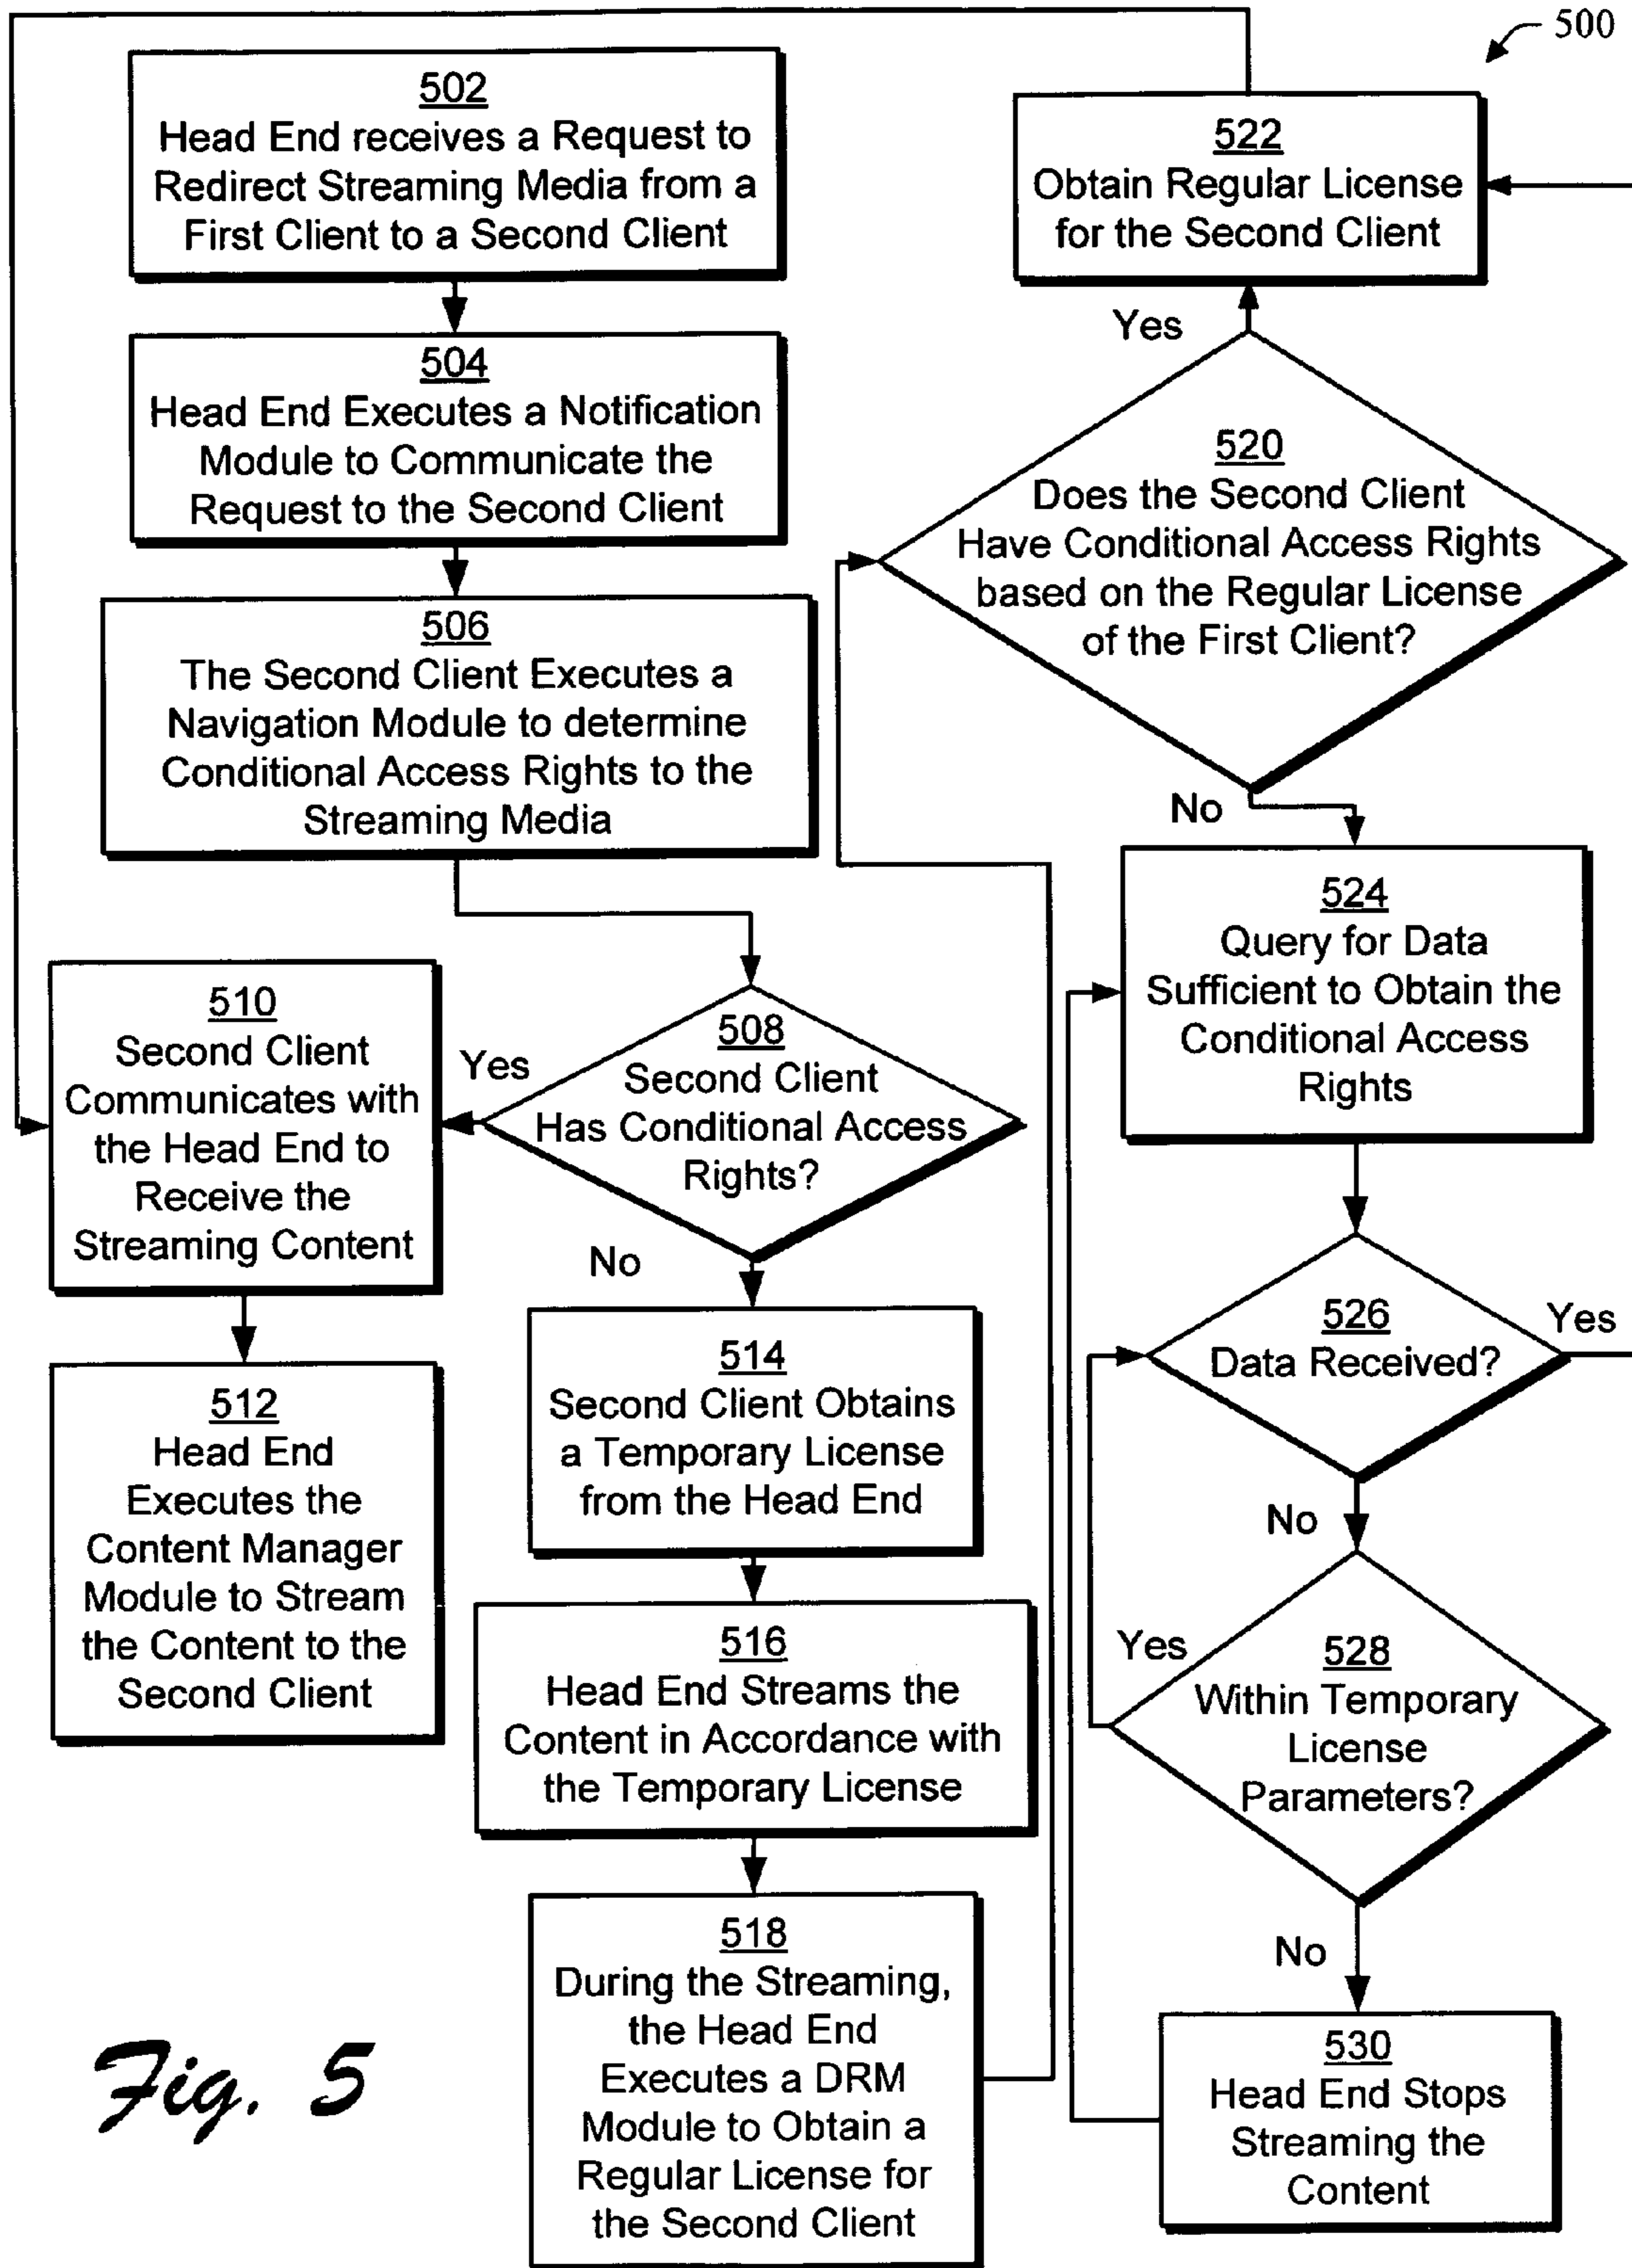 500
502
Head End receives a Request to
Redirect Streaming Media from a
First Client to a Second Client
504
Head End Executes a Notification
Module to Communicate the
Request to the Second Client
506
The Second Client Executes a
Navigation Module to determine
Conditional Access Rights to the
Streaming Media
508
Second Client
Has Conditional Access
Rights?
Yes
No
510
Second Client
Communicates with
the Head End to
Receive the
Streaming Content
512
Head End
Executes the
Content Manager
Module to Stream
the Content to the
Second Client
514
Second Client Obtains
a Temporary License
from the Head End
516
Head End Streams the
Content in Accordance with
the Temporary License
518
During the Streaming,
the Head End
Executes a DRM
Module to Obtain a
Regular License for
the Second Client
522
Obtain Regular License
for the Second Client
Yes
520
Does the Second Client
Have Conditional Access Rights
based on the Regular License
of the First Client?
No
524
Query for Data
Sufficient to Obtain the
Conditional Access
Rights
526
Data Received?
Yes
No
528
Within Temporary
License
Parameters?
Yes
No
530
Head End Stops
Streaming the
Content
Fig. 5